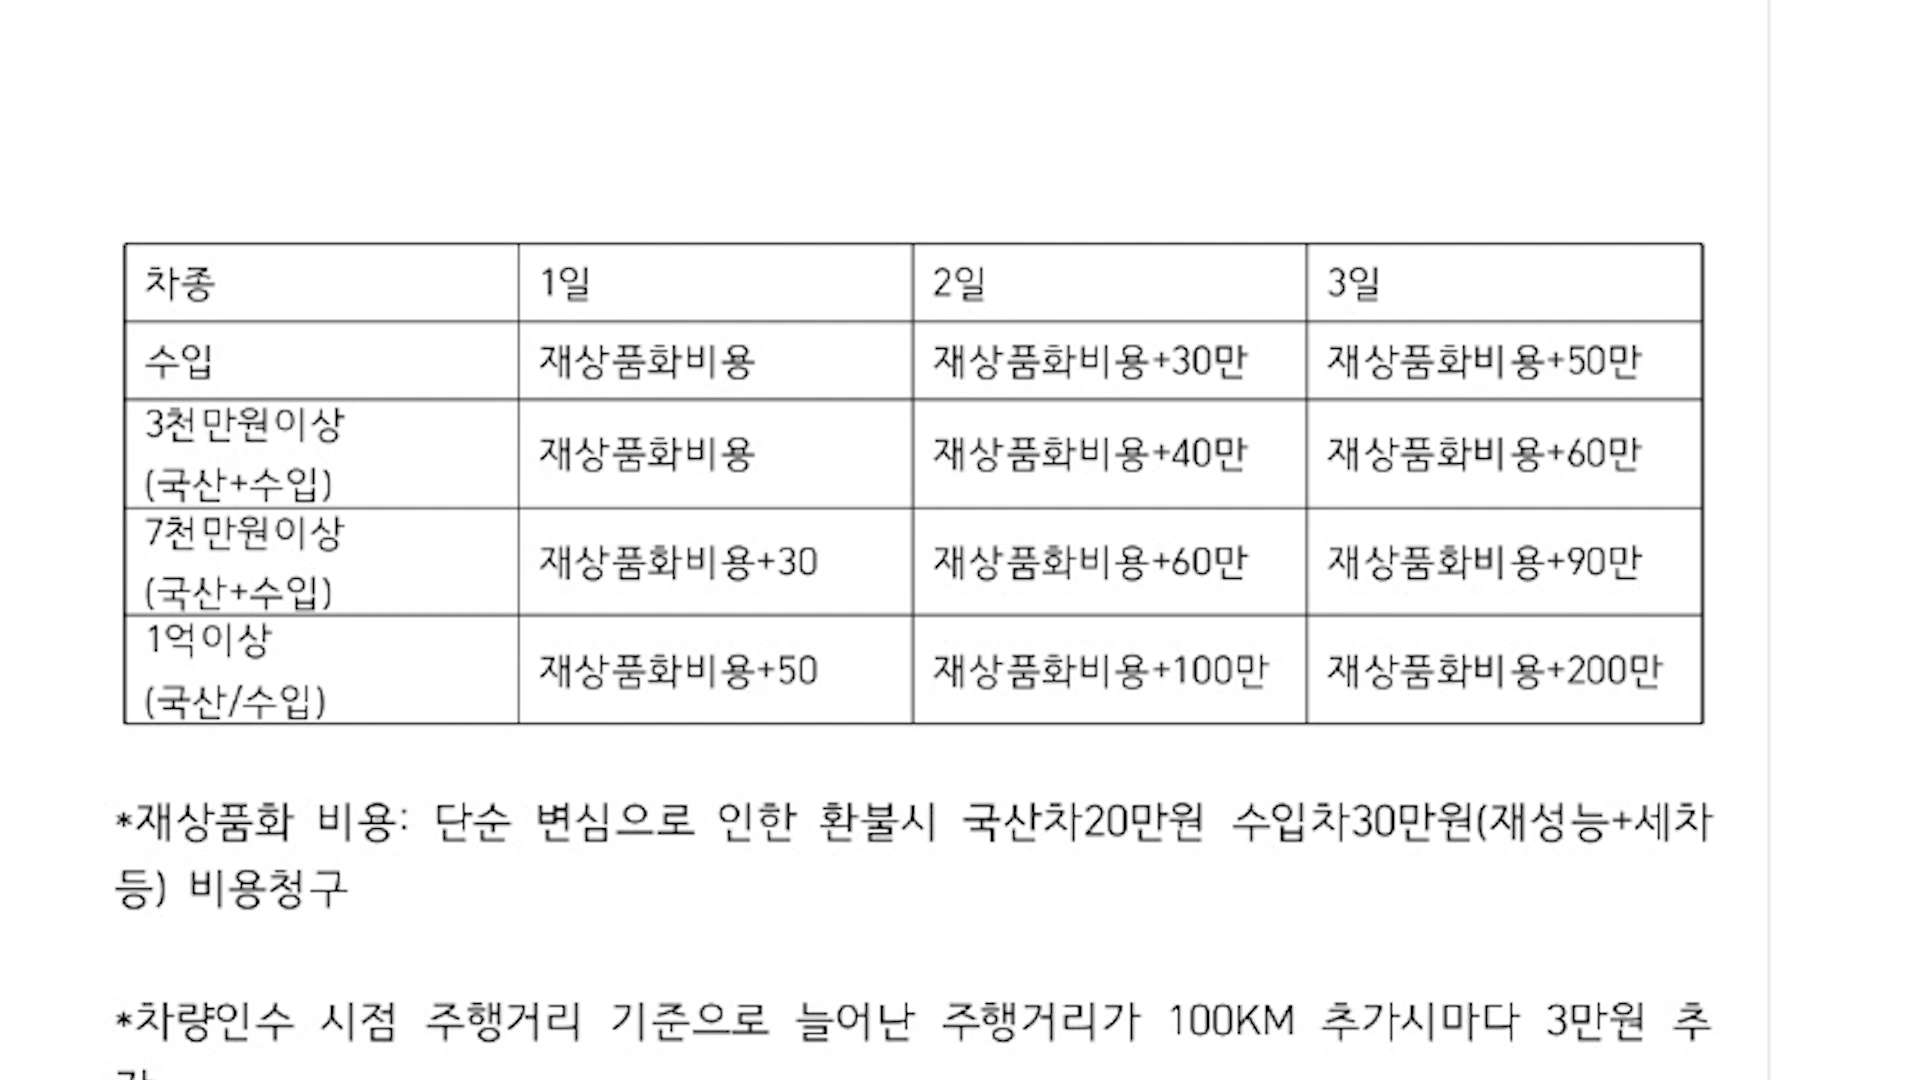 차종 1일 2일 3일
수입 재상품화비용 재상품화비용+30만 재상품화비용+50만
3천만원이상
(국산+수입) 재상품화비용 재상품화비용+40만 재상품화비용+60만
7천만원이상
(국산+수입) 재상품화비용+30 재상품화비용+60만 재상품화비용+90만
1억이상
(국산/수입) 재상품화비용+50 재상품화비용+100만 재상품화비용+200만
*재상품화 비용: 단순 변심으로 인한 환불시 국산차20만원 수입차30만원(재성능+세차
등) 비용청구
*차량인수 시점 주행거리 기준으로 늘어난 주행거리가 100KM 추가시마다 3만원 추